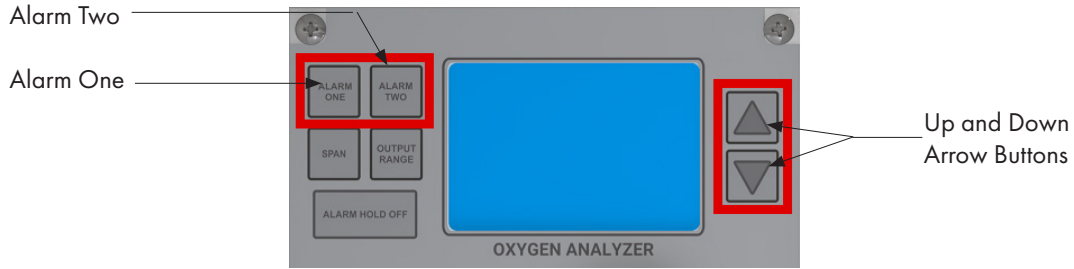 Alarm Two
Alarm One
ALARM
ONE
ALARM
TWO
SPAN
OUTPUT
RANGE
ALARM HOLD OFF
OXYGEN ANALYZER
Up and Down
Arrow Buttons